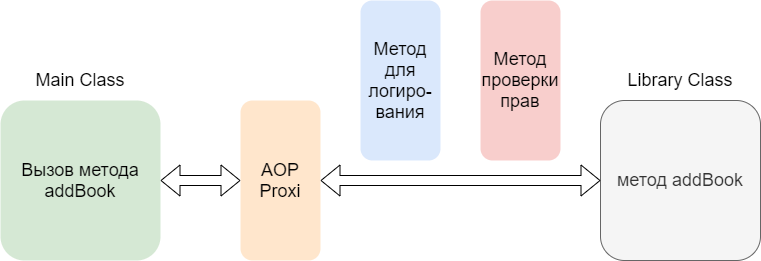 Main Class
Вызов метода
addBook
AOP
Proxi
Метод
для
логиро-
вания
Метод
проверки
прав
Library Class
метод addBook